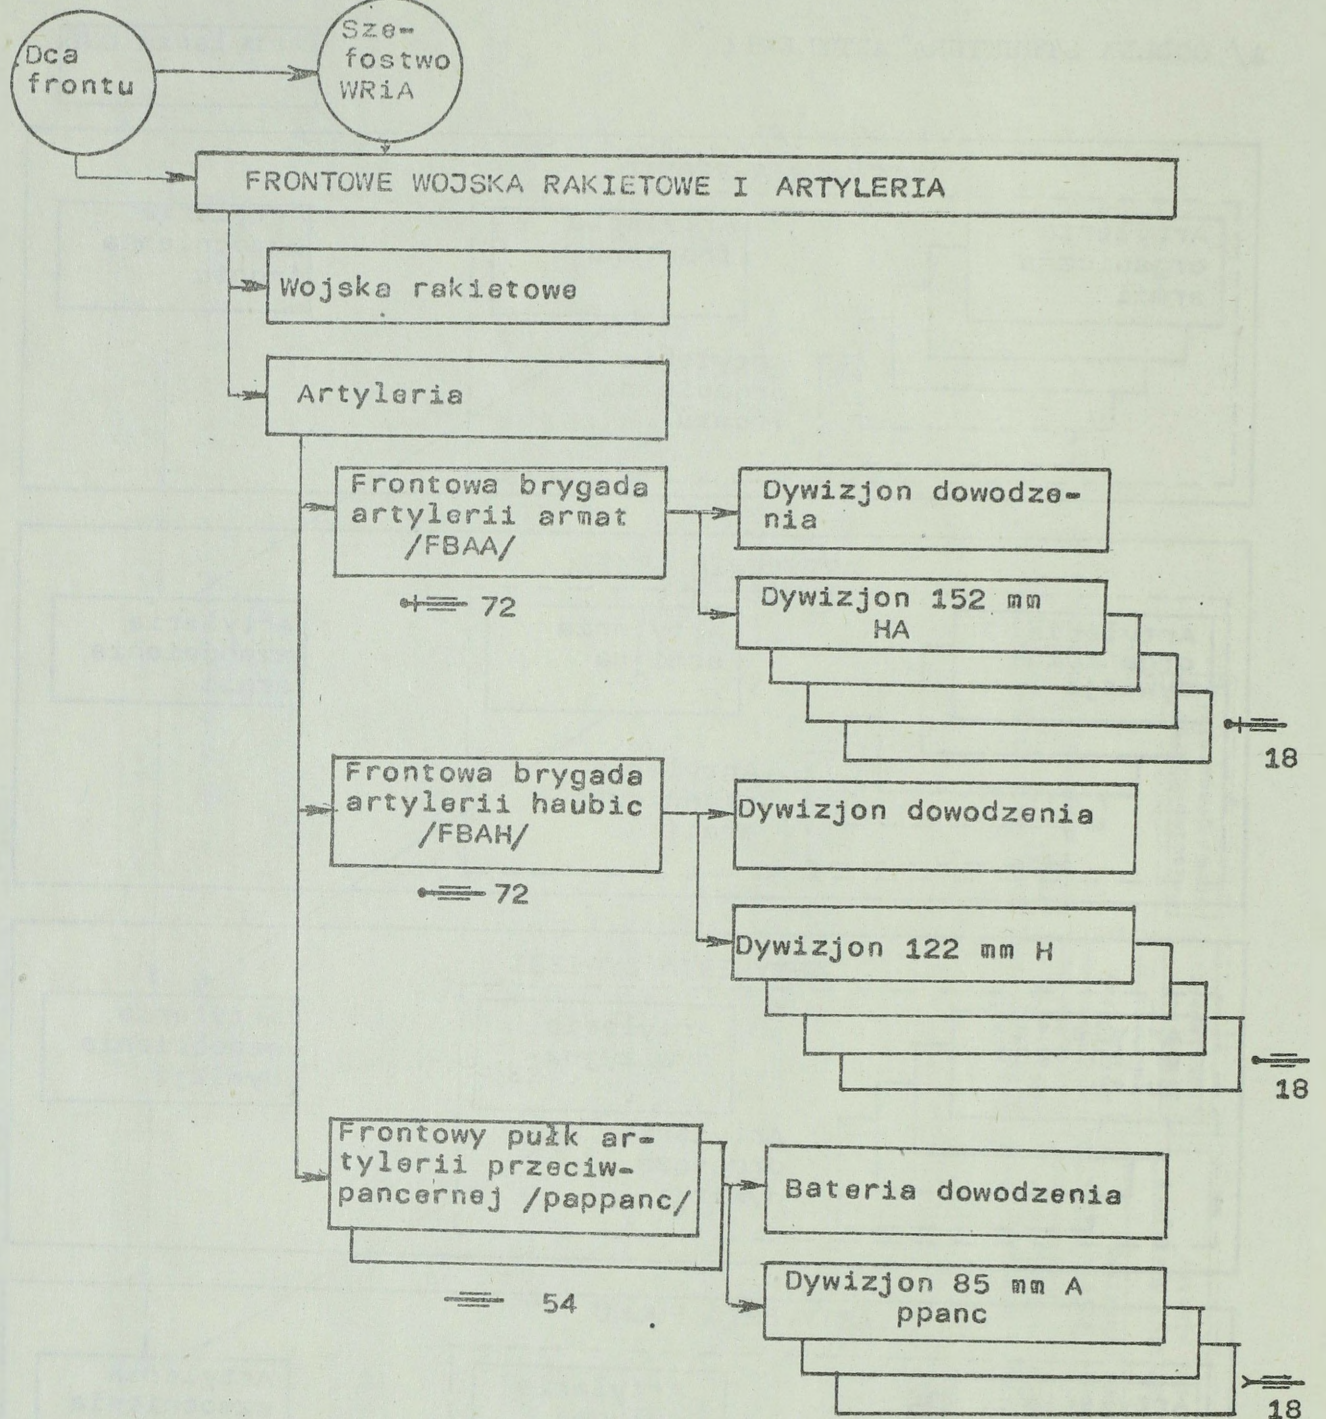 Dca
frontu
Sze-
fostwo
WRiA
FRONTOWE WOJSKA RAKIETOWE I ARTYLERIA
Wojska rakietowe
Artyleria
Frontowa brygada
artylerii armat
/FBAA/
72
Dywizjon dowodze-
nia
Dywizjon 152 mm
HA
18
Frontowa brygada
artylerii haubic
/FBAH/
72
Dywizjon dowodzenia
Dywizjon 122 mm H
18
Frontowy pułk ar-
tylerii przeciw-
pancernej /pappanc/
54
Bateria dowodzenia
Dywizjon 85 mm A
ppanc
18